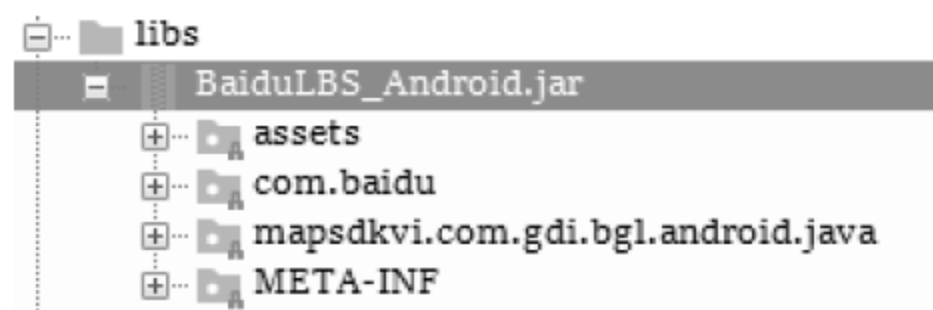 libs
BaiduLBS_Android.jar
assets
com.baidu
mapsdkvi.com.gdi.bgl.android.java
META-INF